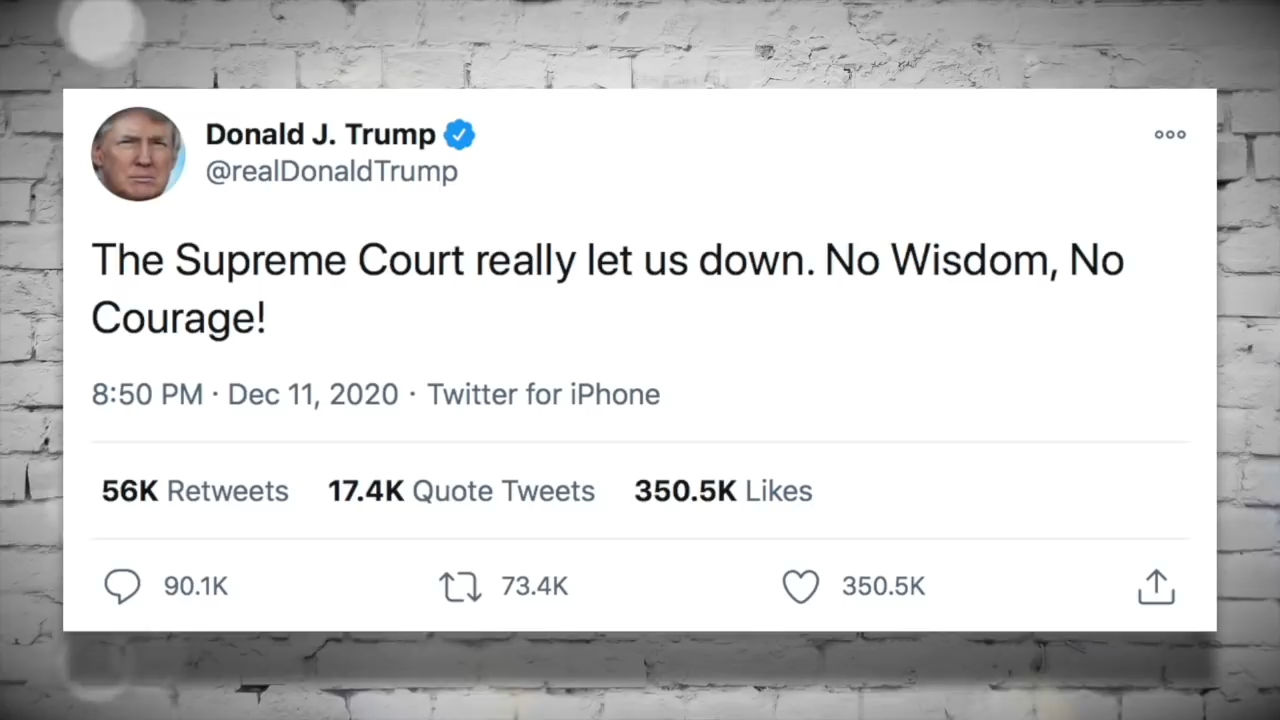 Donald J. Trump
@realDonaldTrump
The Supreme Court really let us down. No Wisdom, No
Courage!
8:50 PM · Dec 11, 2020 · Twitter for iPhone
56K Retweets 17.4K Quote Tweets 350.5K Likes
90.1K 73.4K 350.5K